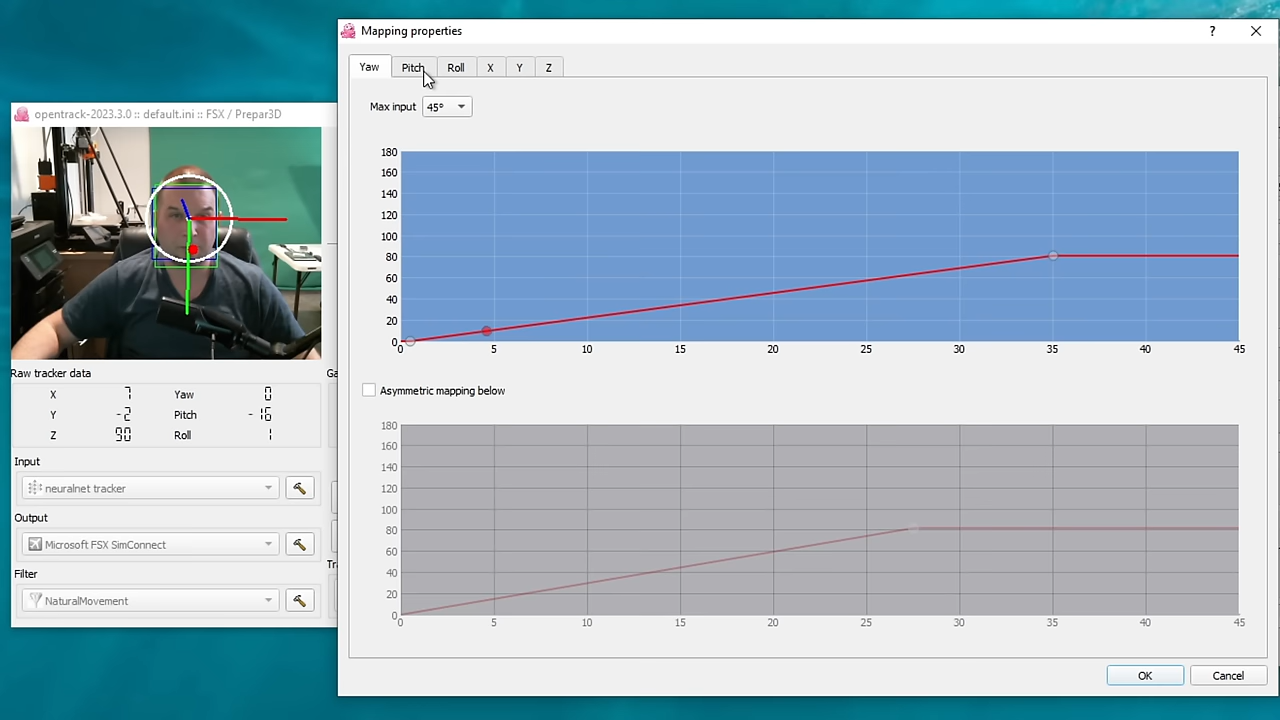 opentrack-2023.3.0 :: default.ini :: FSX / Prepar3D
Raw tracker data
X 7 Yaw 0
Y -2 Pitch -16
Z 90 Roll 1
Input
neuralnet tracker
Output
Microsoft FSX SimConnect
Filter
NaturalMovement
Mapping properties
? 
Yaw Pitch Roll X Y Z
Max input 45°
180
160
140
120
100
80
60
40
20
0
0 5 10 15 20 25 30 35 40 45
Asymmetric mapping below
180
160
140
120
100
80
60
40
20
0
0 5 10 15 20 25 30 35 40 45
OK Cancel